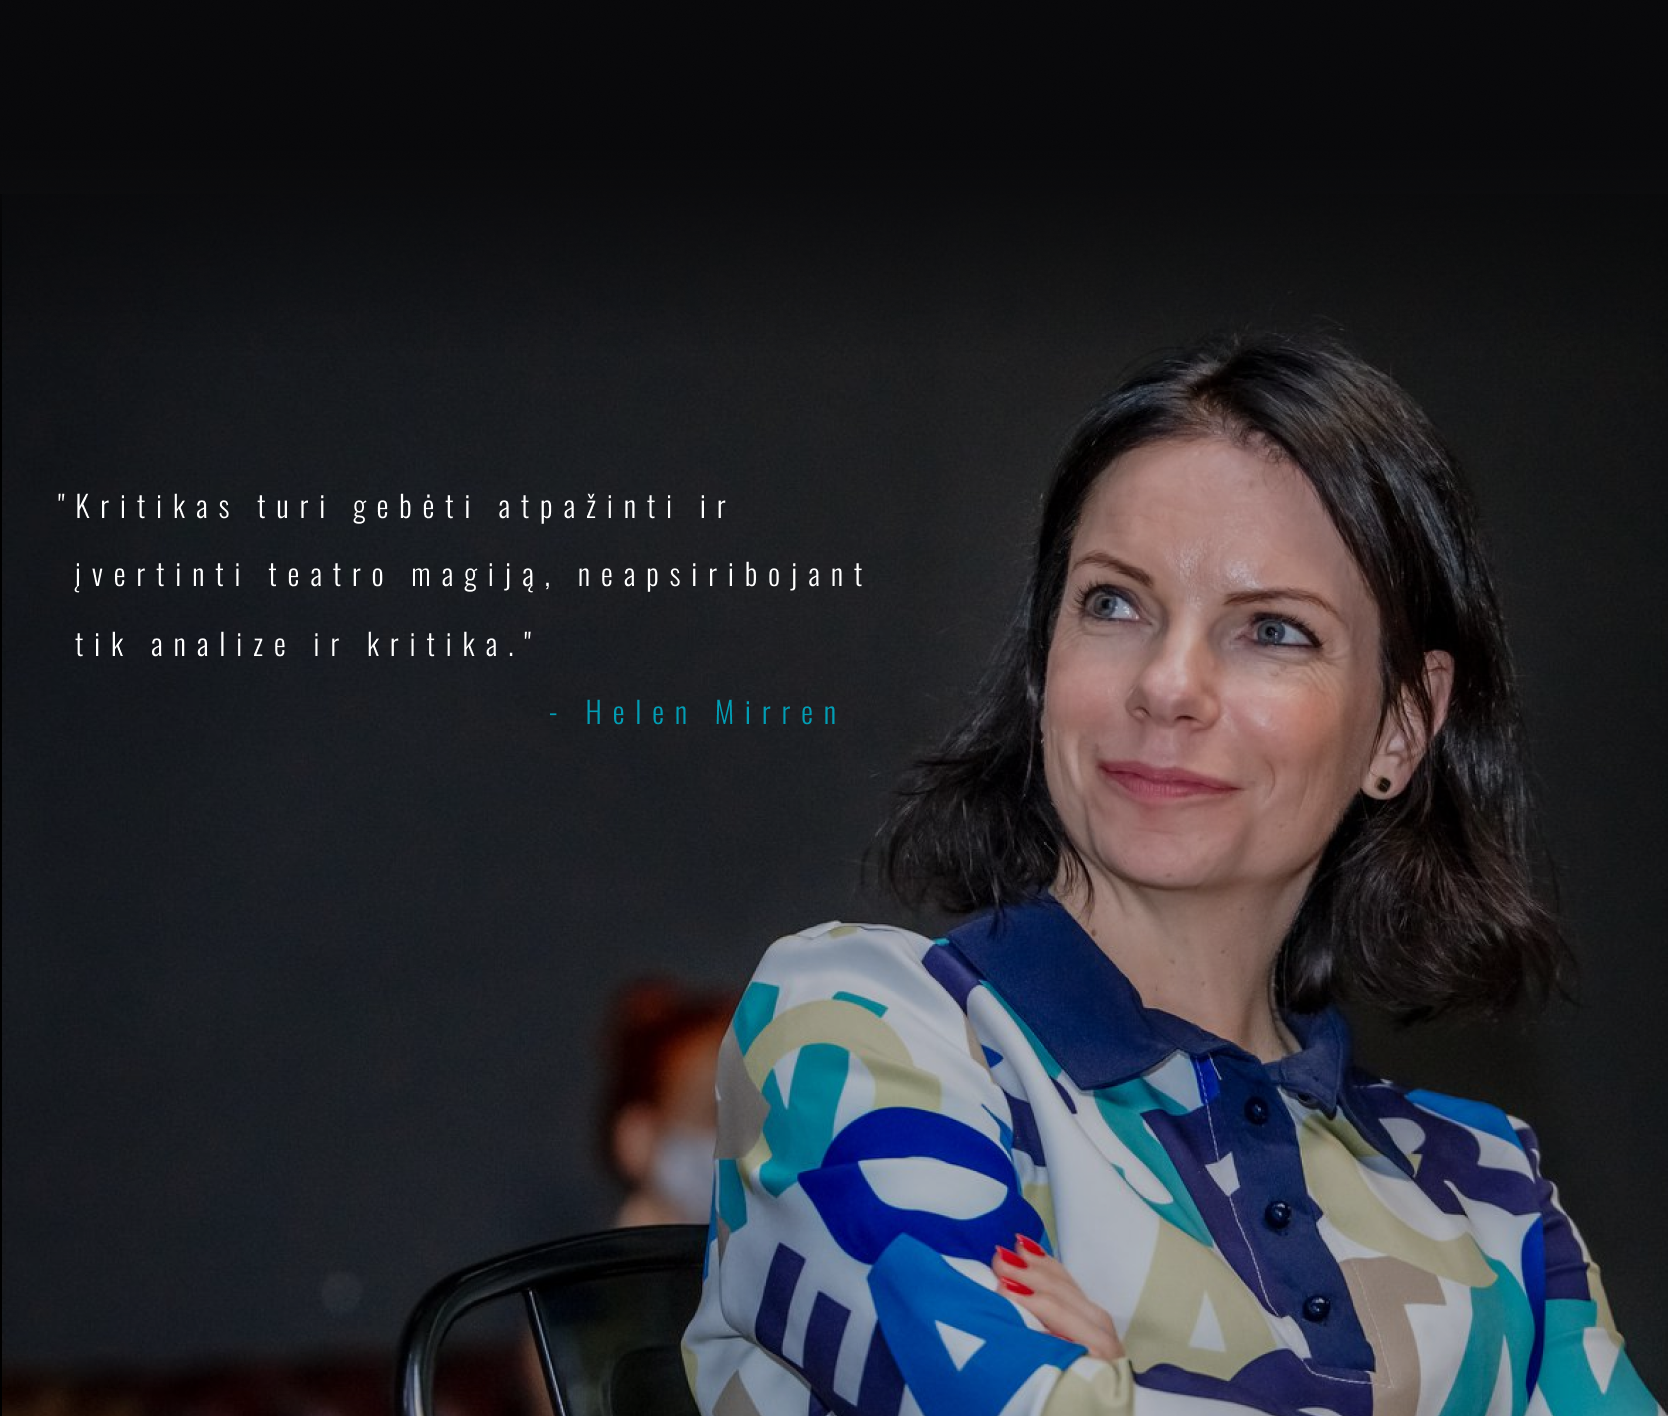 "Kritikas turi gebėti atpažinti ir
įvertinti teatro magiją, neapsiribojant
tik analize ir kritika."
- Helen Mirren